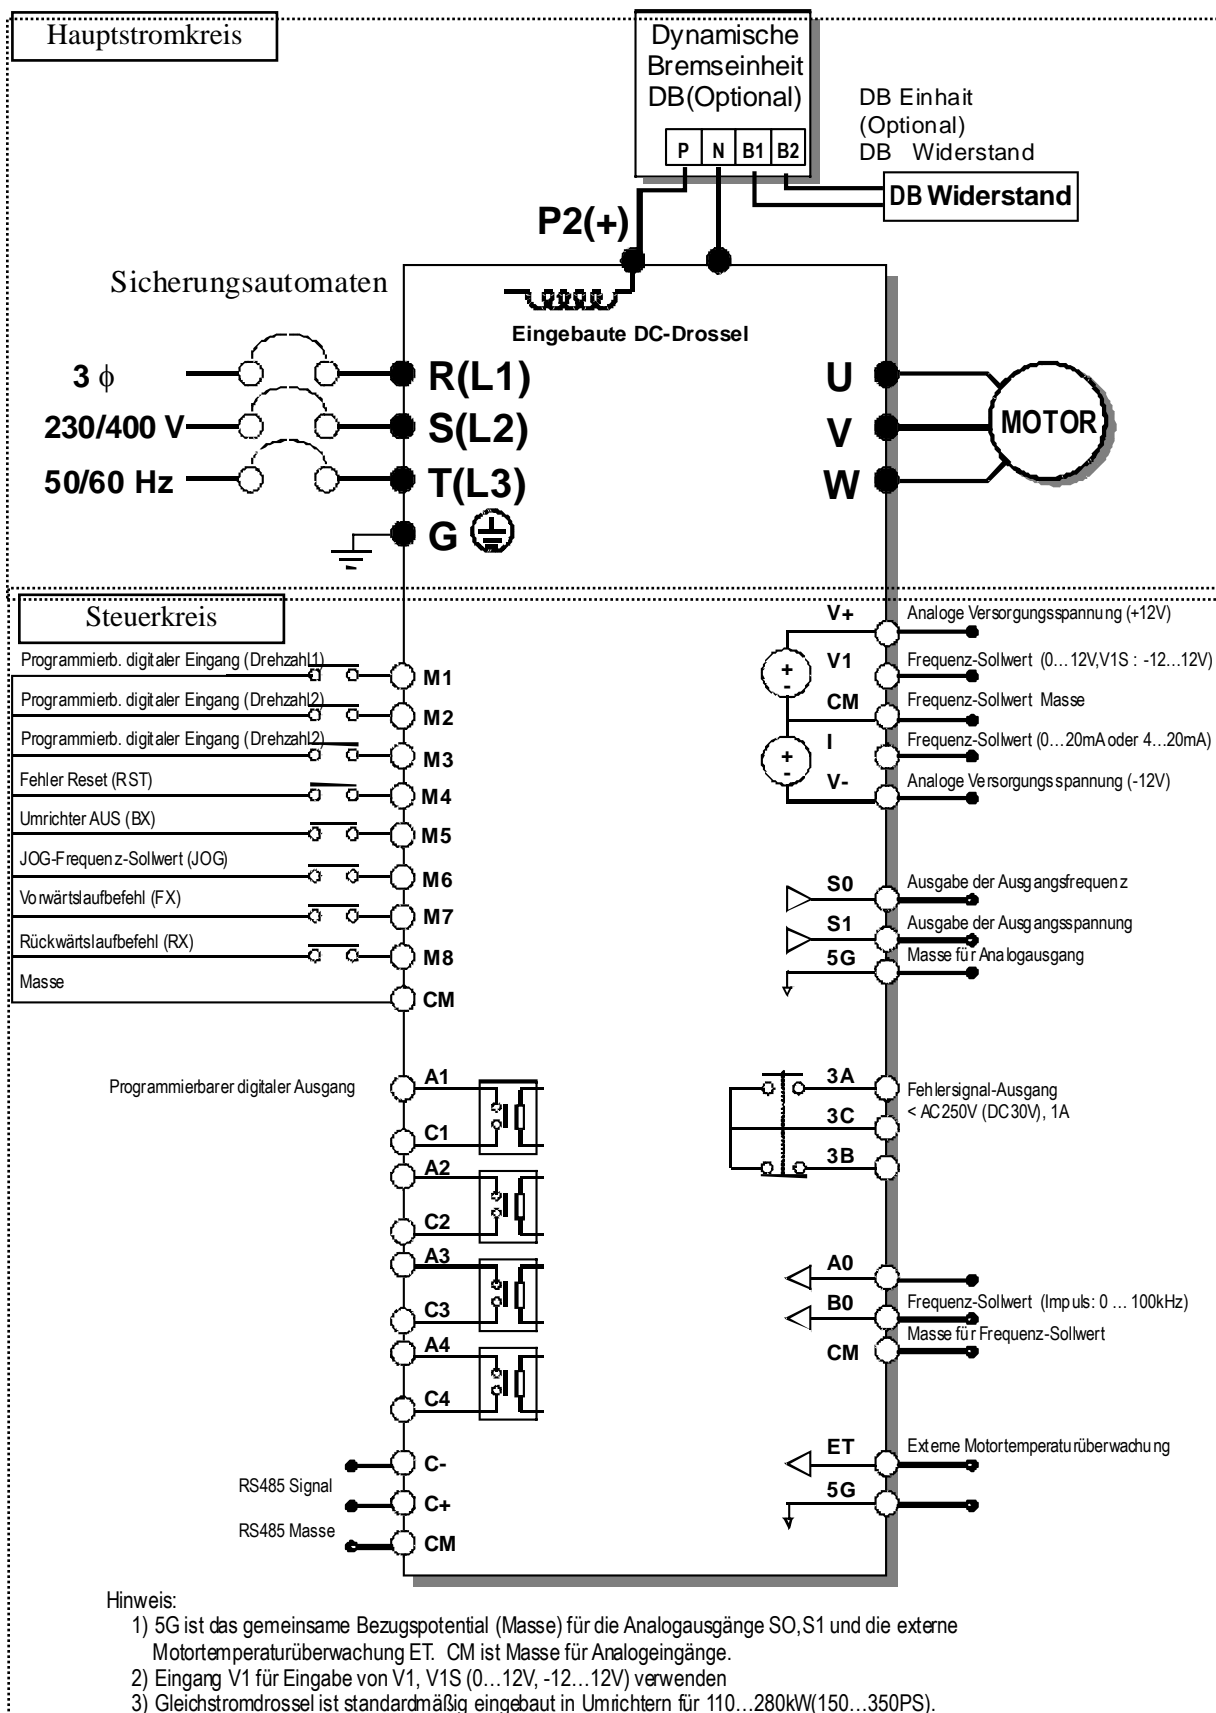 Hauptstromkreis
Dynamische
Bremseinheit
DB(Optional)
P N B1 B2
DB Einhait
(Optional)
DB Widerstand
DB Widerstand
P2(+)
Sicherungsautomaten
Eingebaute DC-Drossel
3 ϕ
230/400 V
50/60 Hz
R(L1)
S(L2)
T(L3)
G
U
V
W
MOTOR
Steuerkreis
Programmierb. digitaler Eingang (Drehzahl1)
M1
Programmierb. digitaler Eingang (Drehzahl2)
M2
Programmierb. digitaler Eingang (Drehzahl2)
M3
Fehler Reset (RST)
M4
Umrichter AUS (BX)
M5
JOG-Frequenz-Sollwert (JOG)
M6
Vorwärtslaufbefehl (FX)
M7
Rückwärtslaufbefehl (RX)
M8
Masse
CM
V+ Analoge Versorgungsspannung (+12V)
V1 Frequenz-Sollwert (0…12V,V1S : -12…12V)
CM Frequenz-Sollwert Masse
I Frequenz-Sollwert (0…20mA oder 4…20mA)
V- Analoge Versorgungsspannung (-12V)
+
-
+
-
S0 Ausgabe der Ausgangsfrequenz
S1 Ausgabe der Ausgangsspannung
5G Masse für Analogausgang
Programmierbarer digitaler Ausgang
A1
C1
A2
C2
A3
C3
A4
C4
3A
3C
3B
Fehlersignal-Ausgang
< AC250V (DC30V), 1A
A0
B0 Frequenz-Sollwert (Impuls: 0 … 100kHz)
CM Masse für Frequenz-Sollwert
ET Externe Motortemperaturüberwachung
5G
C-
RS485 Signal
C+
RS485 Masse
CM
Hinweis:
1) 5G ist das gemeinsame Bezugspotential (Masse) für die Analogausgänge SO,S1 und die externe
Motortemperaturüberwachung ET. CM ist Masse für Analogeingänge.
2) Eingang V1 für Eingabe von V1, V1S (0…12V, -12…12V) verwenden
3) Gleichstromdrossel ist standardmäßig eingebaut in Umrichtern für 110…280kW(150…350PS).